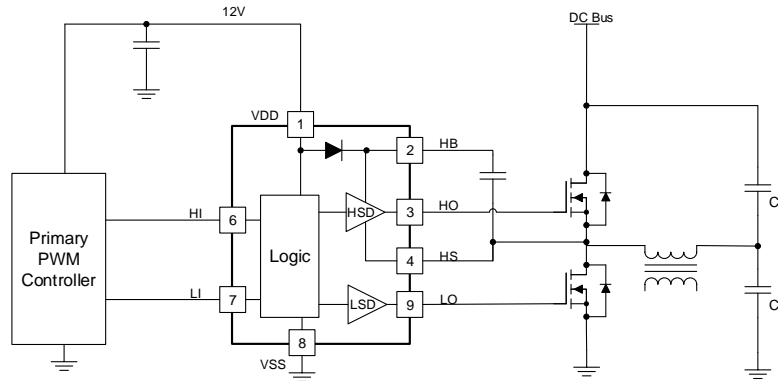 12V
DC Bus
VDD
1
2
HB
HI
6
HSD
3
HO
C
Primary
PWM
Controller
Logic
4
HS
LI
7
LSD
9
LO
C
8
VSS